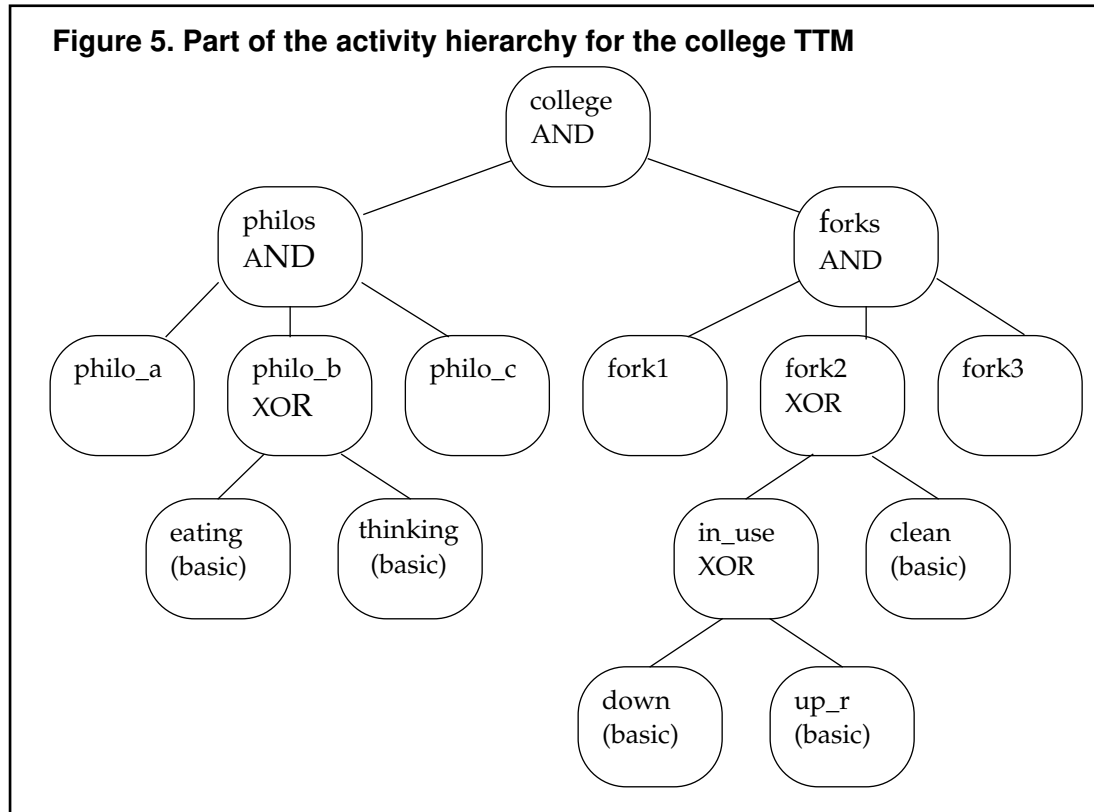 Figure 5. Part of the activity hierarchy for the college TTM
college
AND
philos
AND
forks
AND
philo_a
philo_b
XOR
philo_c
fork1
fork2
XOR
fork3
eating
(basic)
thinking
(basic)
in_use
XOR
clean
(basic)
down
(basic)
up_r
(basic)